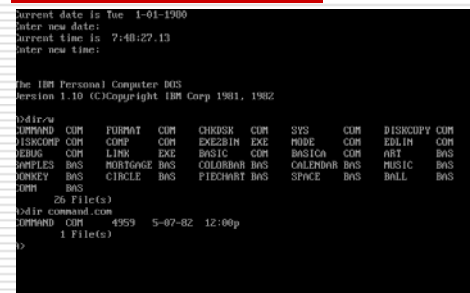 Current date is Tue 1-01-1980
Enter new date:
Current time is 7:48:27.13
Enter new time:
The IBM Personal Computer DOS
Version 1.10 (C)Copyright IBM Corp 1981, 1982
A>dir/w
COMMAND COM FORMAT COM CHKDSK COM SYS COM DISKCOPY COM
DISKCOMP COM COMP COM EXE2BIN EXE MODE COM EDLIN COM
DEBUG COM LINK EXE BASIC COM BASICA COM ART BAS
SAMPLES BAS MORTGAGE BAS COLORBAR BAS CALENDAR BAS MUSIC BAS
DONKEY BAS CIRCLE BAS PIECHART BAS SPACE BAS BALL BAS
COMM BAS
26 File(s)
A>dir command.com
COMMAND COM 4959 5-07-82 12:00p
1 File(s)
A>